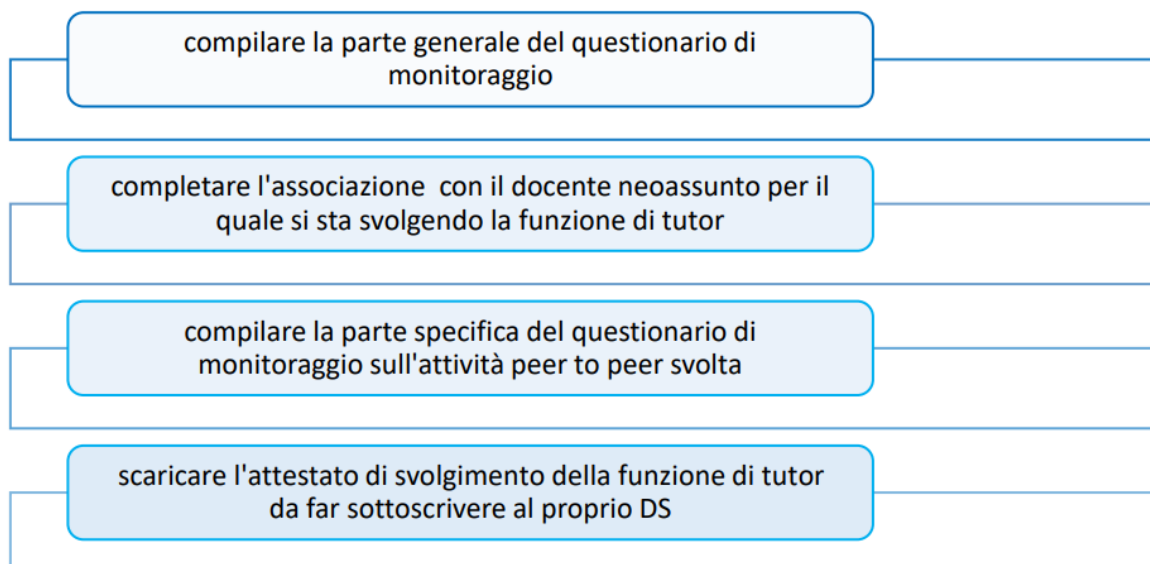 compilare la parte generale del questionario di
monitoraggio
completare l'associazione  con il docente neoassunto per il
quale si sta svolgendo la funzione di tutor
compilare la parte specifica del questionario di
monitoraggio sull'attività peer to peer svolta
scaricare l'attestato di svolgimento della funzione di tutor
da far sottoscrivere al proprio DS